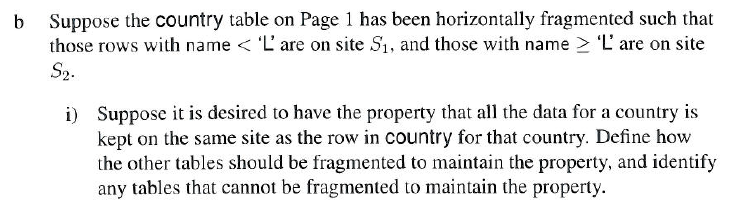 b Suppose the country table on Page 1 has been horizontally fragmented such that
those rows with name < 'L' are on site S₁, and those with name ≥ 'L' are on site
S₂.
i) Suppose it is desired to have the property that all the data for a country is
kept on the same site as the row in country for that country. Define how
the other tables should be fragmented to maintain the property, and identify
any tables that cannot be fragmented to maintain the property.